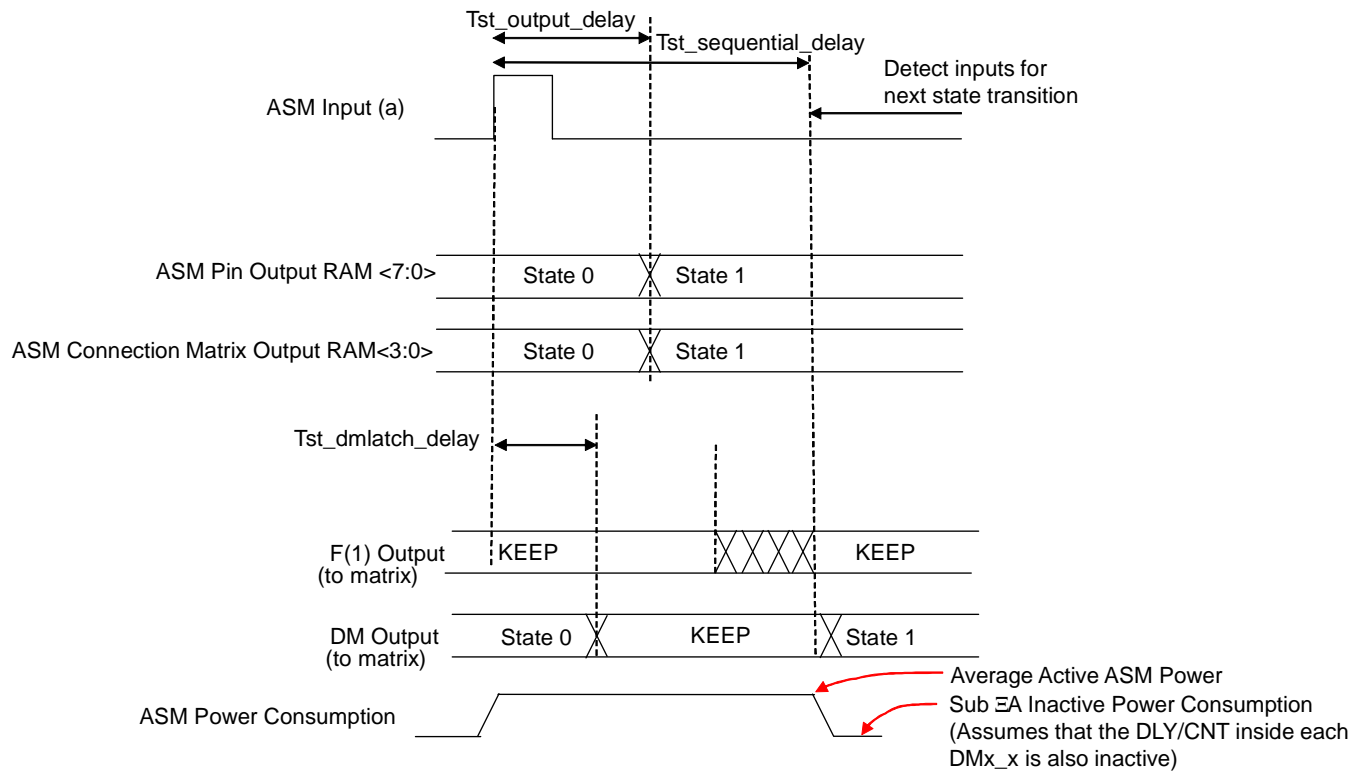 Tst_output_delay
Tst_sequential_delay
Detect inputs for
next state transition
ASM Input (a)
ASM Pin Output RAM <7:0>
State 0
State 1
ASM Connection Matrix Output RAM<3:0>
State 0
State 1
Tst_dmlatch_delay
F(1) Output
(to matrix)
KEEP
KEEP
DM Output
(to matrix)
State 0
KEEP
State 1
ASM Power Consumption
Average Active ASM Power
Sub ΞA Inactive Power Consumption
(Assumes that the DLY/CNT inside each
DMx_x is also inactive)